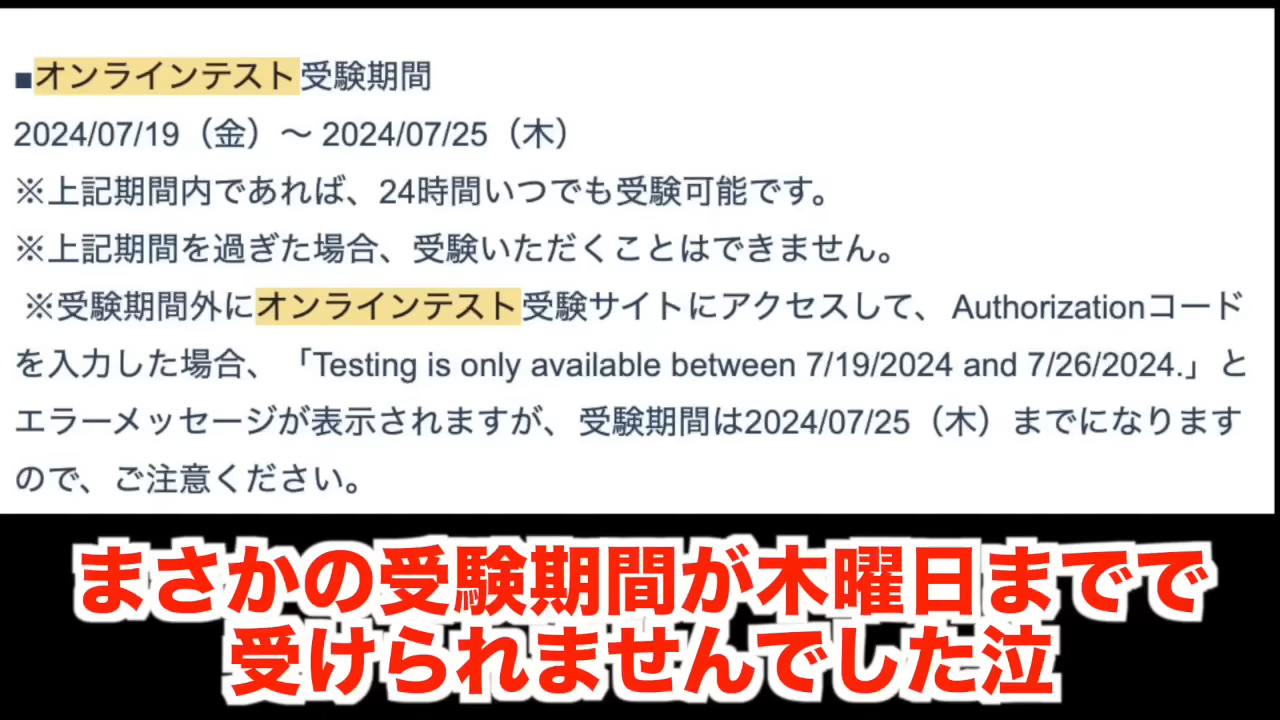 ■オンラインテスト受験期間
2024/07/19（金）〜 2024/07/25（木）
※上記期間内であれば、24時間いつでも受験可能です。
※上記期間を過ぎた場合、受験いただくことはできません。
※受験期間外にオンラインテスト受験サイトにアクセスして、Authorizationコード
を入力した場合、「Testing is only available between 7/19/2024 and 7/26/2024.」と
エラーメッセージが表示されますが、受験期間は2024/07/25（木）までになります
ので、ご注意ください。
まさかの受験期間が木曜日までで
受けられませんでした泣